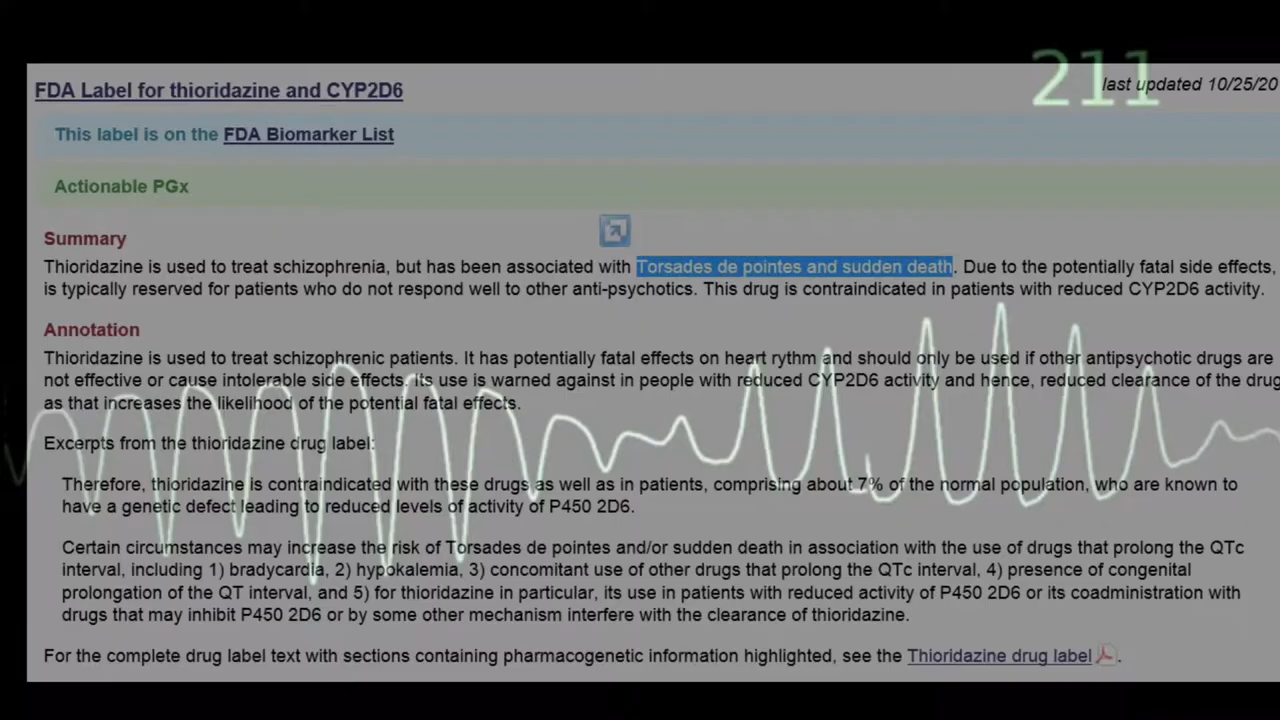 211
FDA Label for thioridazine and CYP2D6
last updated 10/25/20
This label is on the FDA Biomarker List
Actionable PGx
Summary
Thioridazine is used to treat schizophrenia, but has been associated with Torsades de pointes and sudden death. Due to the potentially fatal side effects,
is typically reserved for patients who do not respond well to other anti-psychotics. This drug is contraindicated in patients with reduced CYP2D6 activity.
Annotation
Thioridazine is used to treat schizophrenic patients. It has potentially fatal effects on heart rythm and should only be used if other antipsychotic drugs are
not effective or cause intolerable side effects. Its use is warned against in people with reduced CYP2D6 activity and hence, reduced clearance of the drug
as that increases the likelihood of the potential fatal effects.
Excerpts from the thioridazine drug label:
Therefore, thioridazine is contraindicated with these drugs as well as in patients, comprising about 7% of the normal population, who are known to
have a genetic defect leading to reduced levels of activity of P450 2D6.
Certain circumstances may increase the risk of Torsades de pointes and/or sudden death in association with the use of drugs that prolong the QTc
interval, including 1) bradycardia, 2) hypokalemia, 3) concomitant use of other drugs that prolong the QTc interval, 4) presence of congenital
prolongation of the QT interval, and 5) for thioridazine in particular, its use in patients with reduced activity of P450 2D6 or its coadministration with
drugs that may inhibit P450 2D6 or by some other mechanism interfere with the clearance of thioridazine.
For the complete drug label text with sections containing pharmacogenetic information highlighted, see the Thioridazine drug label.